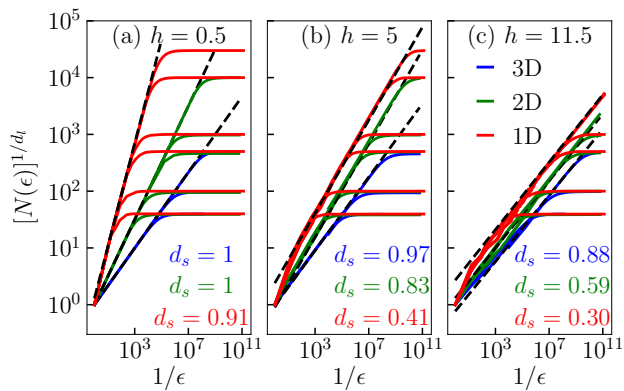 (a) h = 0.5
(b) h = 5
(c) h = 11.5
3D
2D
1D
[N(ϵ)]^{1/d_l}
10^5
10^4
10^3
10^2
10^1
10^0
d_s = 1
d_s = 1
d_s = 0.91
d_s = 0.97
d_s = 0.83
d_s = 0.41
d_s = 0.88
d_s = 0.59
d_s = 0.30
10^3 10^7 10^11
10^3 10^7 10^11
10^3 10^7 10^11
1/ϵ
1/ϵ
1/ϵ